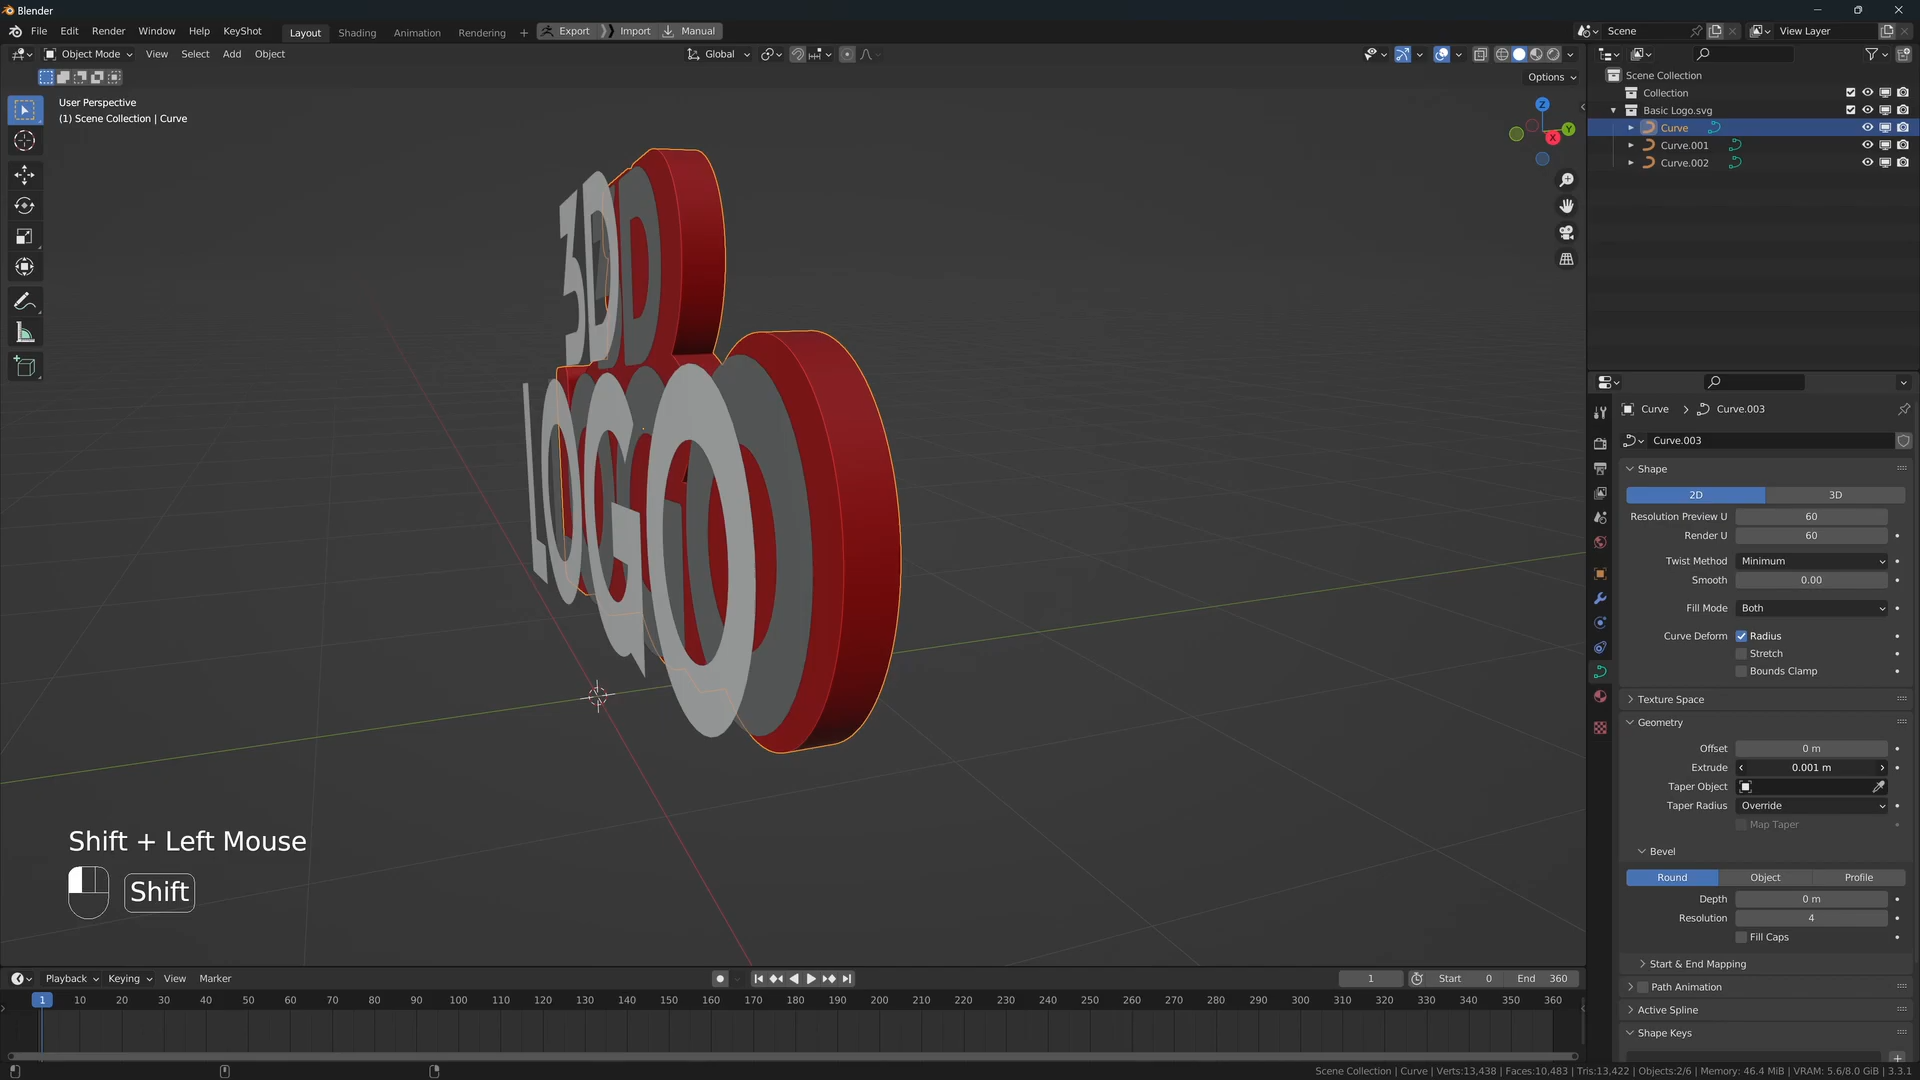 Blender
File Edit Render Window Help KeyShot Layout Shading Animation Rendering + Export Import Manual Scene View Layer
Object Mode View Select Add Object Global
Options
User Perspective
(1) Scene Collection | Curve
Z
Y
X
3D
LOGO
Scene Collection
Collection
Basic Logo.svg
Curve
Curve.001
Curve.002
Curve > Curve.003
Curve.003
Shape
2D 3D
Resolution Preview U 60
Render U 60
Twist Method Minimum
Smooth 0.00
Fill Mode Both
Curve Deform Radius
Stretch
Bounds Clamp
Texture Space
Geometry
Offset 0 m
Extrude 0.001 m
Taper Object
Taper Radius Override
Map Taper
Bevel
Round Object Profile
Depth 0 m
Resolution 4
Fill Caps
Start & End Mapping
Path Animation
Active Spline
Shape Keys
Shift + Left Mouse
Shift
Playback Keying View Marker 1 Start 0 End 360
1 10 20 30 40 50 60 70 80 90 100 110 120 130 140 150 160 170 180 190 200 210 220 230 240 250 260 270 280 290 300 310 320 330 340 350 360
Scene Collection | Curve | Verts:13,438 | Faces:10,483 | Tris:13,422 | Objects:2/6 | Memory: 46.4 MiB | VRAM: 5.6/8.0 GiB | 3.3.1